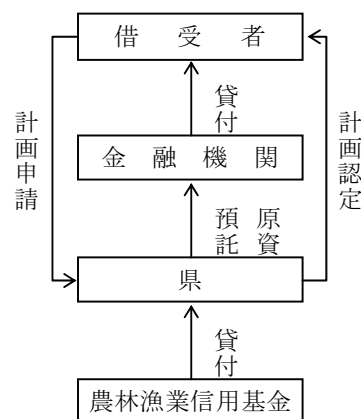 借受者
貸付
計画申請
計画認定
金融機関
原資
預託
県
貸付
農林漁業信用基金